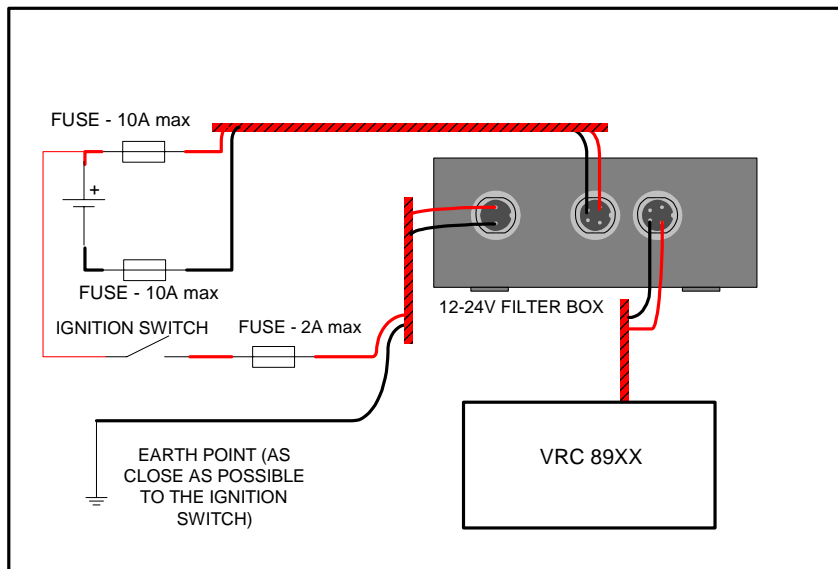 FUSE - 10A max
+
FUSE - 10A max
12-24V FILTER BOX
IGNITION SWITCH
FUSE - 2A max
EARTH POINT (AS
CLOSE AS POSSIBLE
TO THE IGNITION
SWITCH)
VRC 89XX